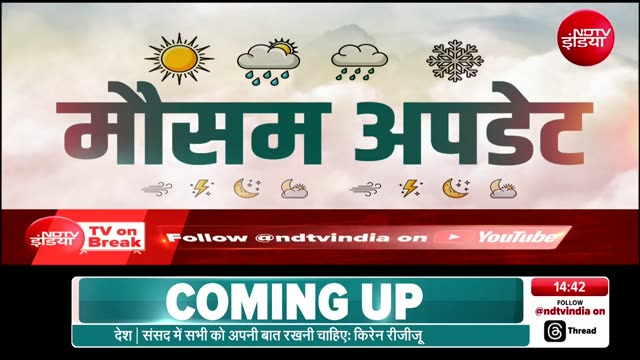 NDTV
इंडिया
मौसम अपडेट
NDTV
इंडिया
TV on
Break
Follow @ndtvindia on
YouTube
COMING UP
देश | संसद में सभी को अपनी बात रखनी चाहिए: किरेन रीजीजू
14:42
FOLLOW
@ndtvindia on
Thread